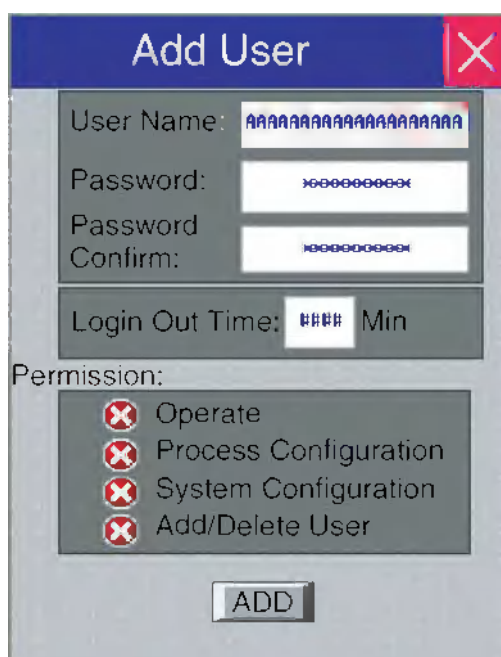 Add User
User Name: AAAAAAAAAAAAAAAAAAAA
Password:
Password
Confirm:
Login Out Time: #### Min
Permission:
Operate
Process Configuration
System Configuration
Add/Delete User
ADD